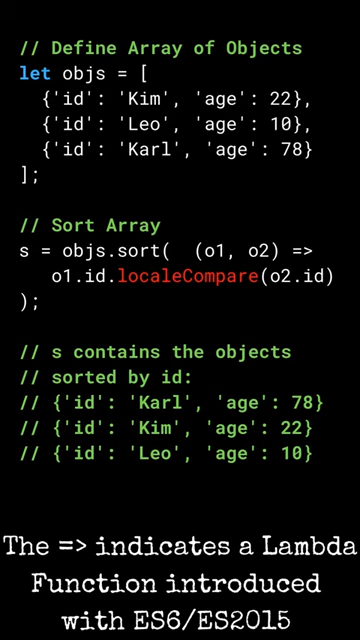 // Define Array of Objects
let objs = [
  {'id': 'Kim', 'age': 22},
  {'id': 'Leo', 'age': 10},
  {'id': 'Karl', 'age': 78}
];
// Sort Array
s = objs.sort(  (o1, o2) =>
   o1.id.localeCompare(o2.id)
);
// s contains the objects
// sorted by id:
// {'id': 'Karl', 'age': 78}
// {'id': 'Kim', 'age': 22}
// {'id': 'Leo', 'age': 10}
The => indicates a Lambda
Function introduced
with ES6/ES2015